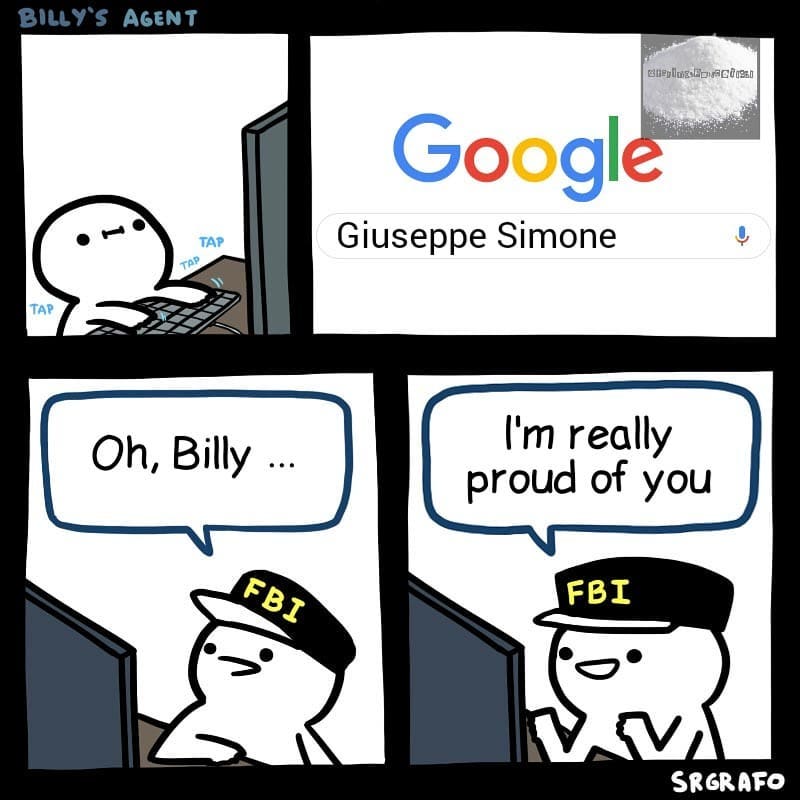 BILLY'S AGENT
TAP
TAP
TAP
Google
Giuseppe Simone
Oh, Billy ...
I'm really
proud of you
FBI
FBI
SRGRAFO